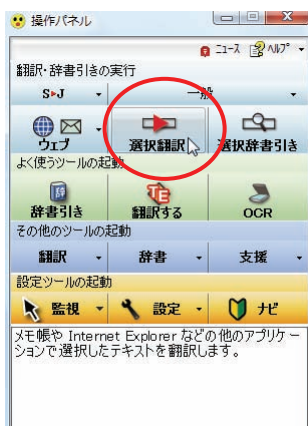 操作パネル
ニュース ヘルプ
翻訳・辞書引きの実行
S▸J 一般
ウェブ 選択翻訳 選択辞書引き
よく使うツールの起動
辞書引き 翻訳する OCR
その他のツールの起動
翻訳 辞書 支援
設定ツールの起動
監視 設定 ナビ
メモ帳や Internet Explorer などの他のアプリケー
ションで選択したテキストを翻訳します。